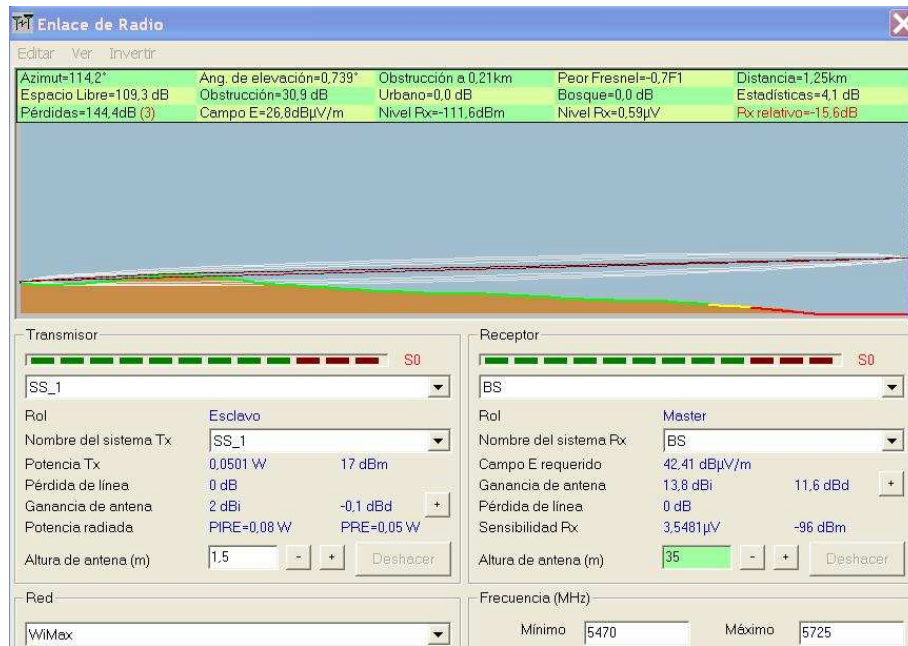 Enlace de Radio
Editar Ver Invertir
Azimut=114,2° Ang. de elevación=0,739° Obstrucción a 0,21km Peor Fresnel=-0,7F1 Distancia=1,25km
Espacio Libre=109,3 dB Obstrucción=30,9 dB Urbano=0,0 dB Bosque=0,0 dB Estadísticas=4,1 dB
Pérdidas=144,4dB (3) Campo E=26,8dBµV/m Nivel Rx=-111,6dBm Nivel Rx=0,59µV Rx relativo=-15,6dB
Transmisor Receptor
S0 S0
SS_1 BS
Rol Esclavo Rol Master
Nombre del sistema Tx SS_1 Nombre del sistema Rx BS
Potencia Tx 0,0501 W 17 dBm Campo E requerido 42,41 dBµV/m
Pérdida de línea 0 dB Ganancia de antena 13,8 dBi 11,6 dBd +
Ganancia de antena 2 dBi -0,1 dBd + Pérdida de línea 0 dB
Potencia radiada PIRE=0,08 W PRE=0,05 W Sensibilidad Rx 3,5481µV -96 dBm
Altura de antena (m) 1,5 - + Deshacer Altura de antena (m) 35 - + Deshacer
Red Frecuencia (MHz)
WiMax Mínimo 5470 Máximo 5725